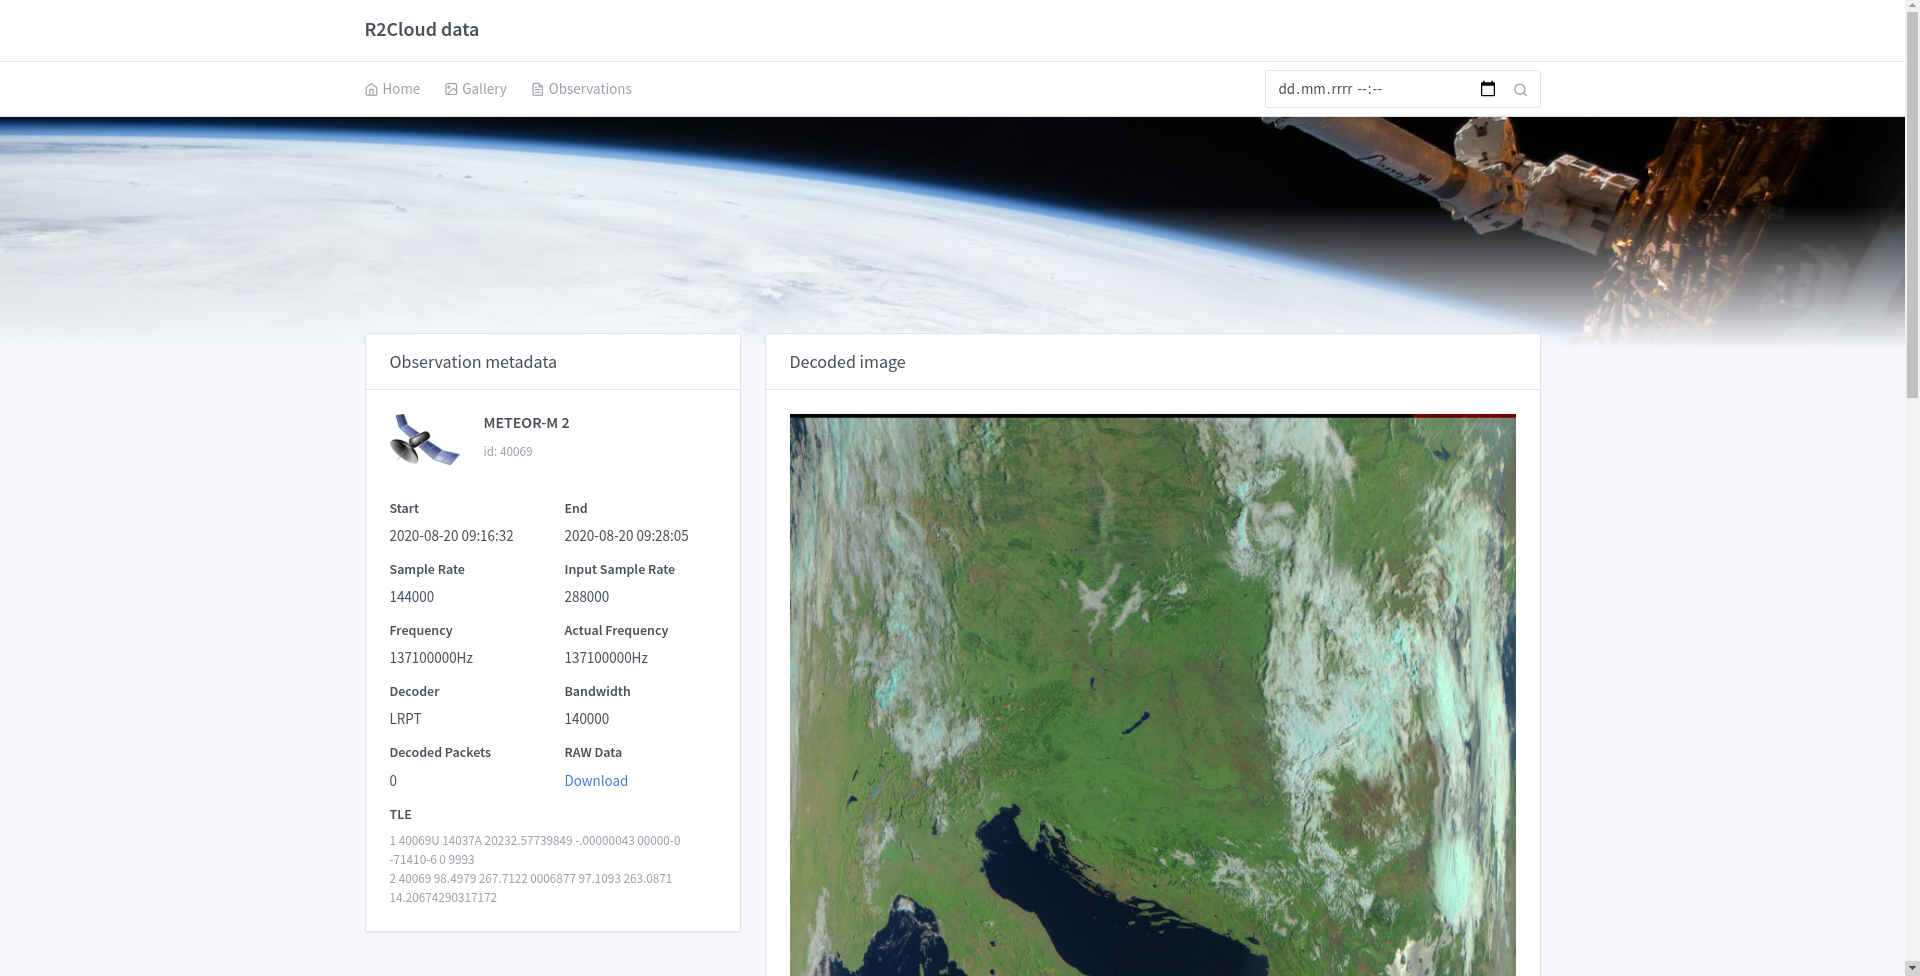 R2Cloud data
Home Gallery Observations dd.mm.rrrr --:--
Observation metadata
METEOR-M 2
id: 40069
Start End
2020-08-20 09:16:32 2020-08-20 09:28:05
Sample Rate Input Sample Rate
144000 288000
Frequency Actual Frequency
137100000Hz 137100000Hz
Decoder Bandwidth
LRPT 140000
Decoded Packets RAW Data
0 Download
TLE
1 40069U 14037A 20232.57739849 -.00000043 00000-0
-71410-6 0 9993
2 40069 98.4979 267.7122 0006877 97.1093 263.0871
14.20674290317172
Decoded image